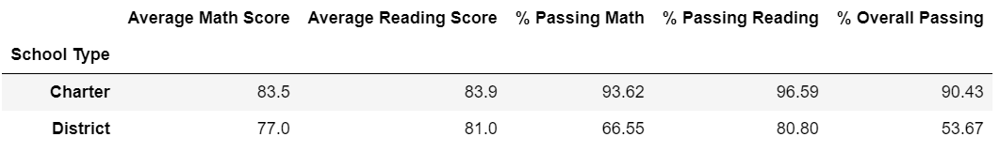 Average Math Score Average Reading Score % Passing Math % Passing Reading % Overall Passing
School Type
Charter 83.5 83.9 93.62 96.59 90.43
District 77.0 81.0 66.55 80.80 53.67